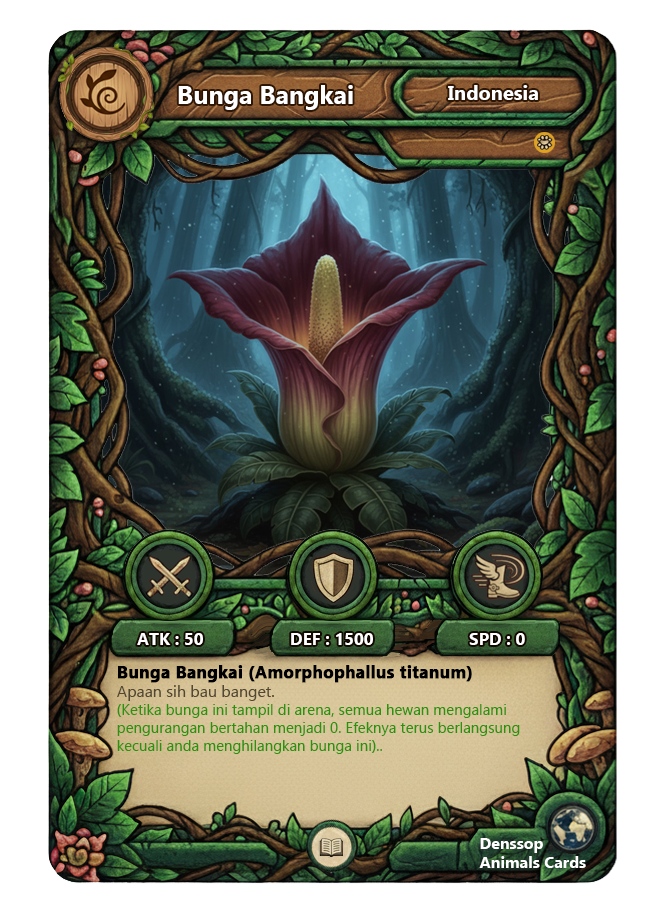 Bunga Bangkai
Indonesia
ATK : 50
DEF : 1500
SPD : 0
Bunga Bangkai (Amorphophallus titanum)
Apaan sih bau banget.
(Ketika bunga ini tampil di arena, semua hewan mengalami
pengurangan bertahan menjadi 0. Efeknya terus berlangsung
kecuali anda menghilangkan bunga ini)..
Denssop
Animals Cards